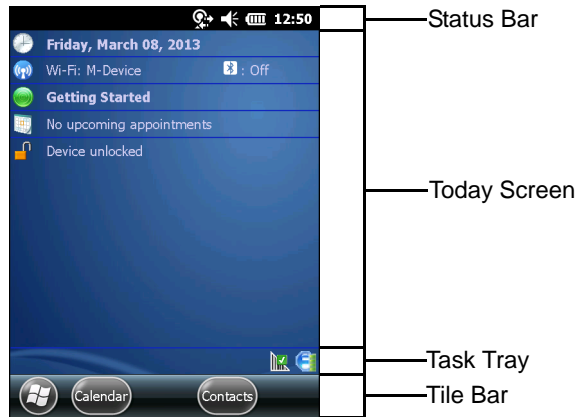 12:50
Status Bar
Friday, March 08, 2013
Wi-Fi: M-Device : Off
Getting Started
No upcoming appointments
Device unlocked
Today Screen
Task Tray
Calendar Contacts
Tile Bar